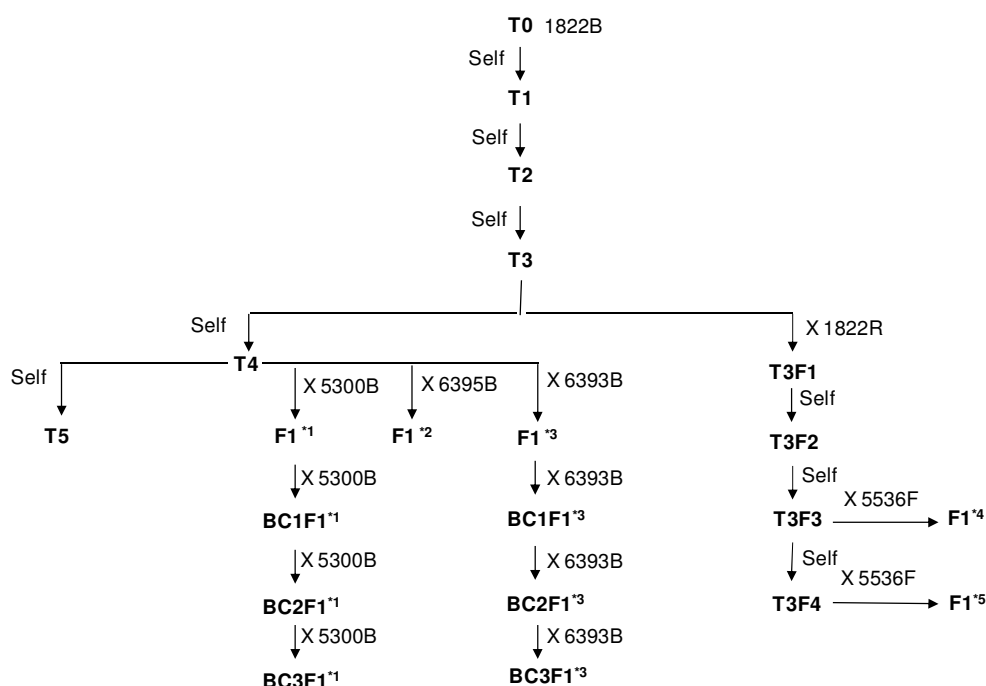 T0 1822B
Self
T1
Self
T2
Self
T3
Self
X 1822R
T4
Self
X 5300B
X 6395B
X 6393B
T3F1
Self
T5
F1*1
F1*2
F1*3
T3F2
X 5300B
X 6393B
Self
X 5536F
BC1F1*1
BC1F1*3
T3F3
F1*4
X 5300B
X 6393B
Self
X 5536F
BC2F1*1
BC2F1*3
T3F4
F1*5
X 5300B
X 6393B
BC3F1*1
BC3F1*3